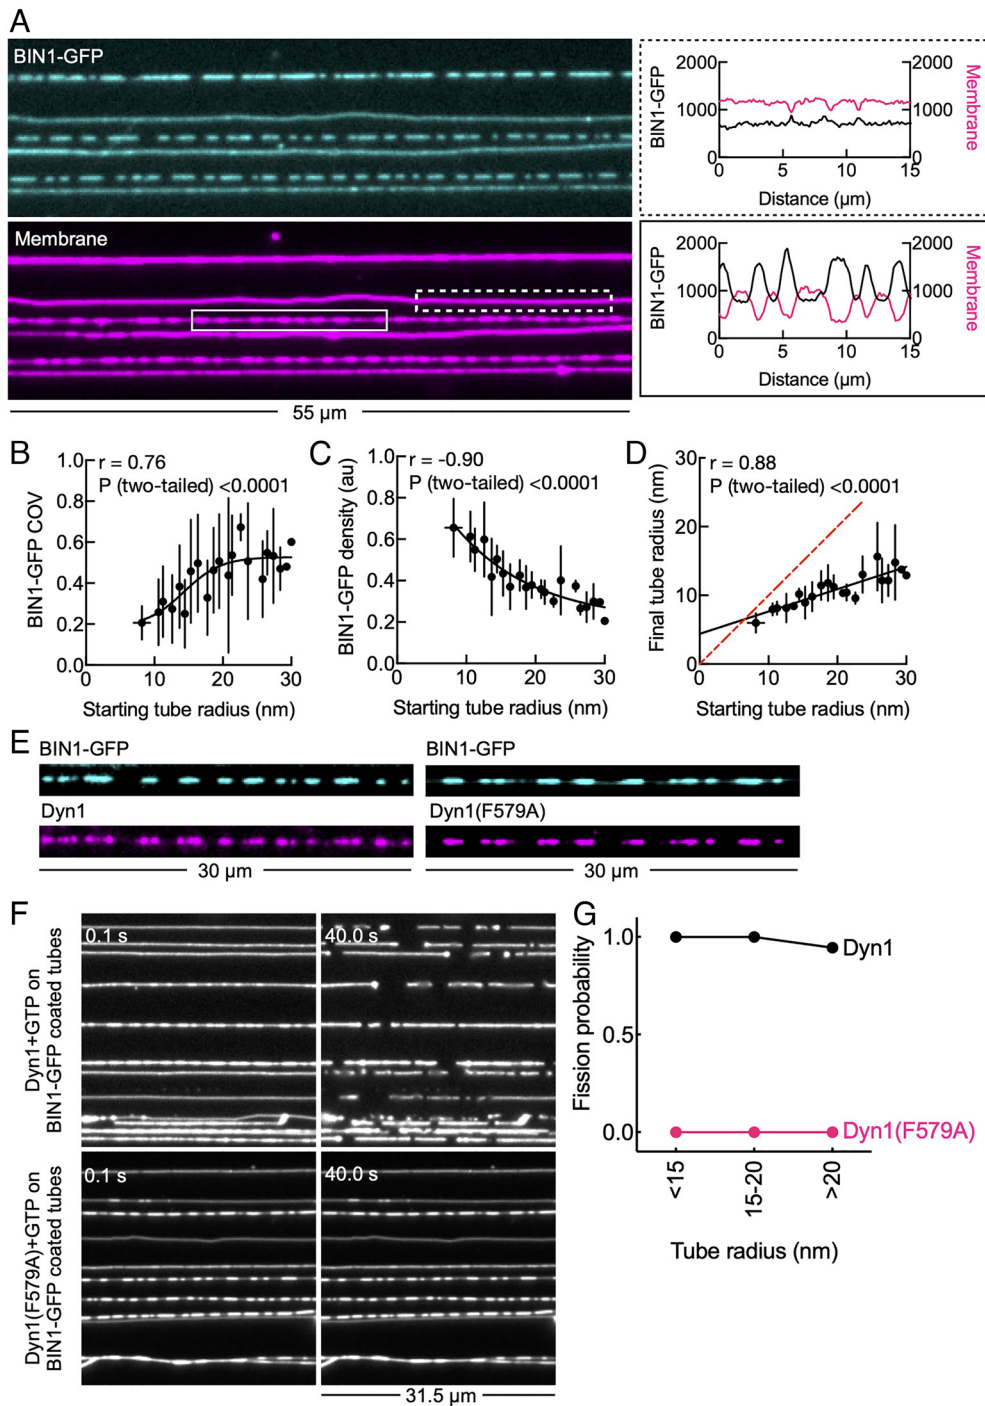 A
BIN1-GFP
Membrane
55 µm
BIN1-GFP
2000
1000
0
2000
1000
0
Membrane
0 5 10 15
Distance (µm)
BIN1-GFP
2000
1000
0
2000
1000
0
Membrane
0 5 10 15
Distance (µm)
B
r = 0.76
P (two-tailed) <0.0001
BIN1-GFP COV
1.0
0.8
0.6
0.4
0.2
0.0
0 10 20 30
Starting tube radius (nm)
C
r = -0.90
P (two-tailed) <0.0001
BIN1-GFP density (au)
1.0
0.8
0.6
0.4
0.2
0.0
0 10 20 30
Starting tube radius (nm)
D
r = 0.88
P (two-tailed) <0.0001
Final tube radius (nm)
30
20
10
0
0 10 20 30
Starting tube radius (nm)
E
BIN1-GFP
Dyn1
30 µm
BIN1-GFP
Dyn1(F579A)
30 µm
F
Dyn1+GTP on
BIN1-GFP coated tubes
0.1 s
40.0 s
Dyn1(F579A)+GTP on
BIN1-GFP coated tubes
0.1 s
40.0 s
31.5 µm
G
Fission probability
1.0
0.5
0.0
Dyn1
Dyn1(F579A)
<15
15-20
>20
Tube radius (nm)